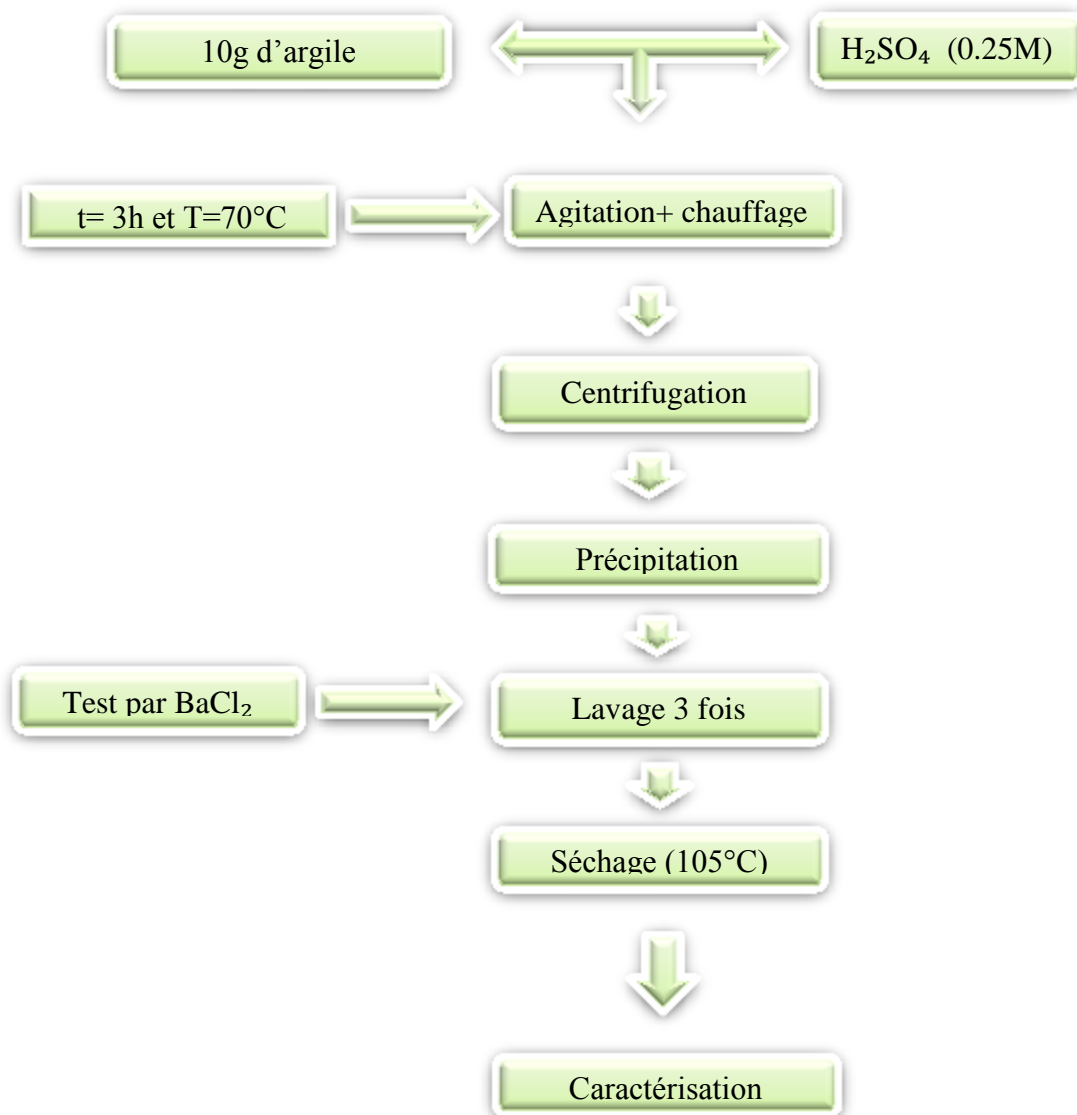 10g d’argile
H₂SO₄ (0.25M)
t= 3h et T=70°C
Agitation+ chauffage
Centrifugation
Précipitation
Test par BaCl₂
Lavage 3 fois
Séchage (105°C)
Caractérisation